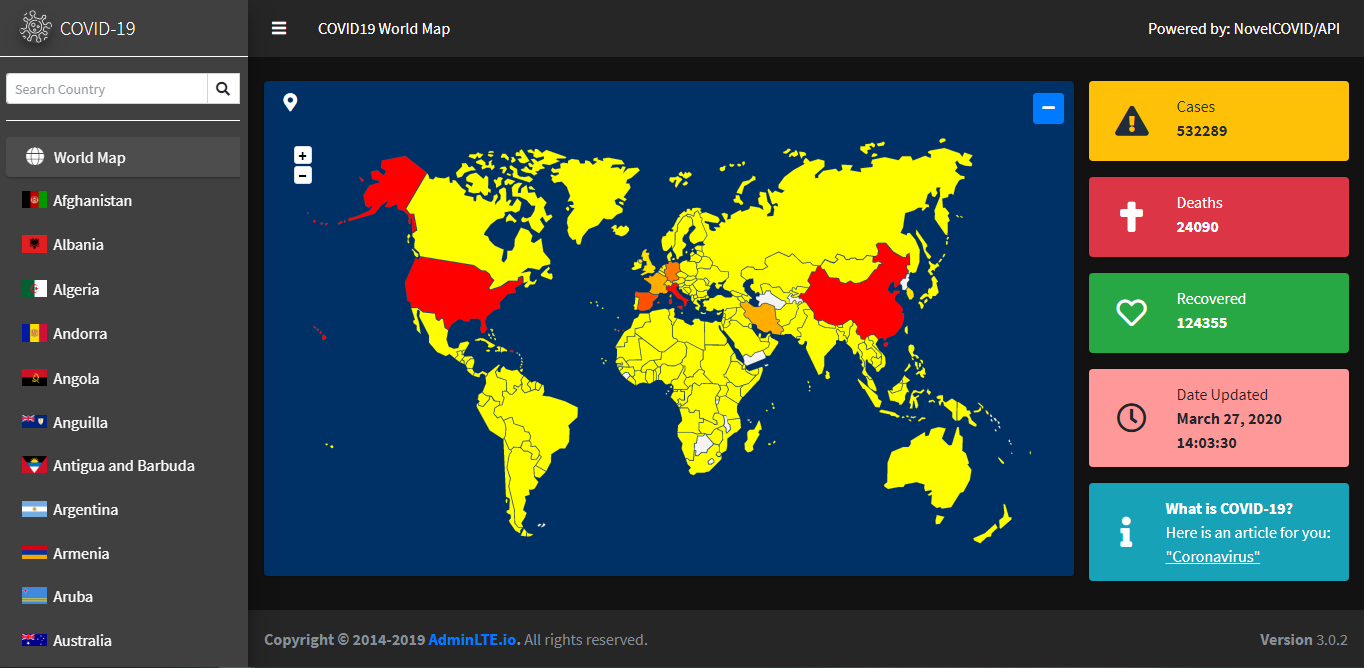 COVID-19
COVID19 World Map
Powered by: NovelCOVID/API
Search Country
World Map
Afghanistan
Albania
Algeria
Andorra
Angola
Anguilla
Antigua and Barbuda
Argentina
Armenia
Aruba
Australia
+
−
Cases
532289
Deaths
24090
Recovered
124355
Date Updated
March 27, 2020
14:03:30
What is COVID-19?
Here is an article for you:
"Coronavirus"
Copyright © 2014-2019 AdminLTE.io. All rights reserved.
Version 3.0.2